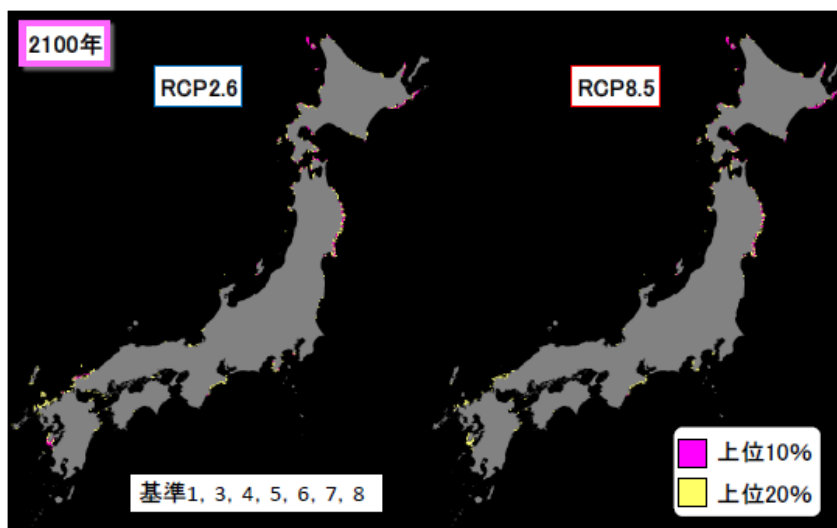 2100年
RCP2.6
RCP8.5
上位10%
上位20%
基準1, 3, 4, 5, 6, 7, 8